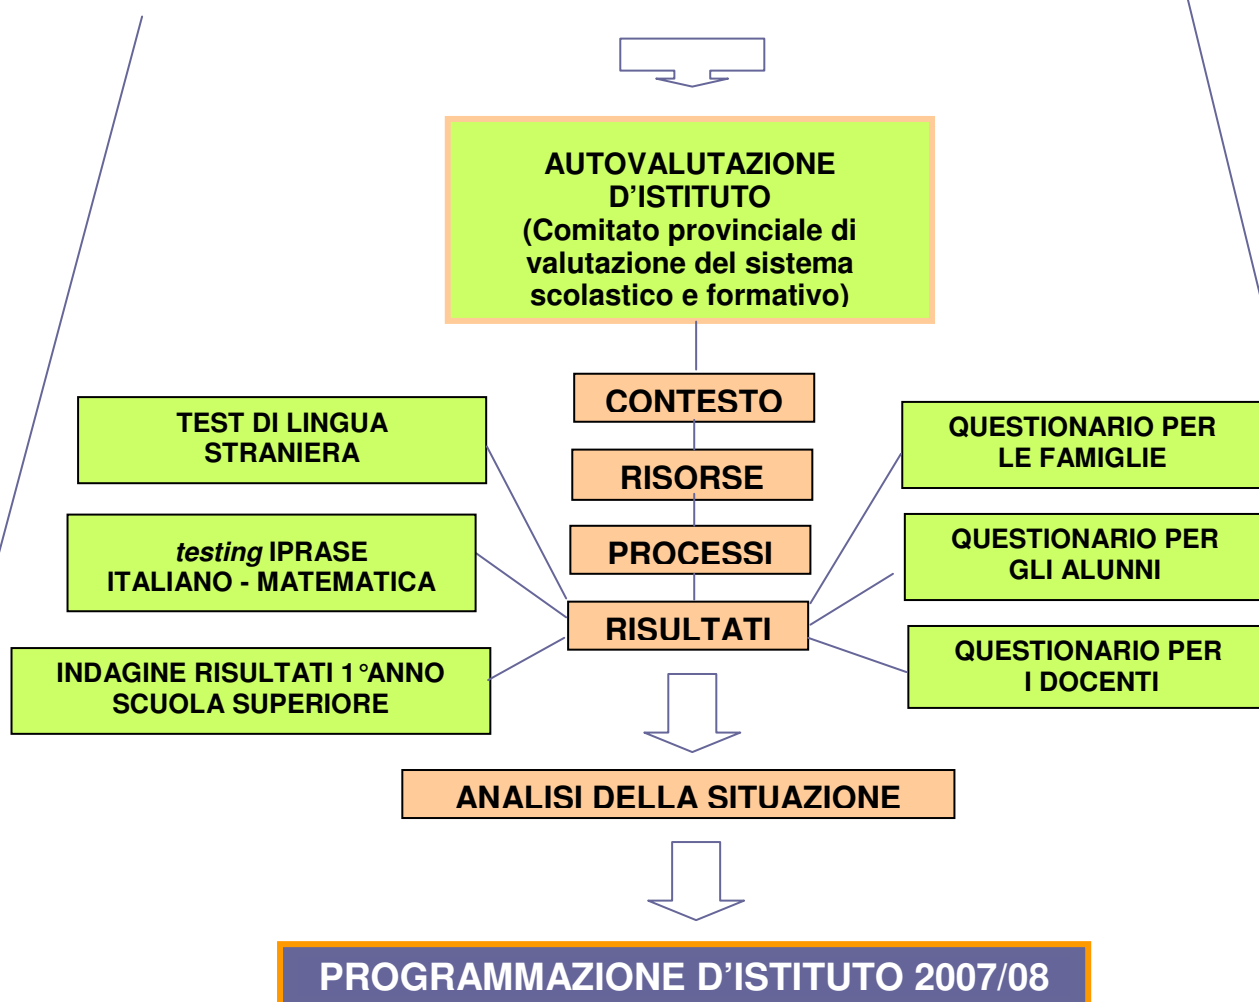 AUTOVALUTAZIONE
D’ISTITUTO
(Comitato provinciale di
valutazione del sistema
scolastico e formativo)
CONTESTO
RISORSE
PROCESSI
RISULTATI
TEST DI LINGUA
STRANIERA
testing IPRASE
ITALIANO - MATEMATICA
INDAGINE RISULTATI 1°ANNO
SCUOLA SUPERIORE
QUESTIONARIO PER
LE FAMIGLIE
QUESTIONARIO PER
GLI ALUNNI
QUESTIONARIO PER
I DOCENTI
ANALISI DELLA SITUAZIONE
PROGRAMMAZIONE D’ISTITUTO 2007/08